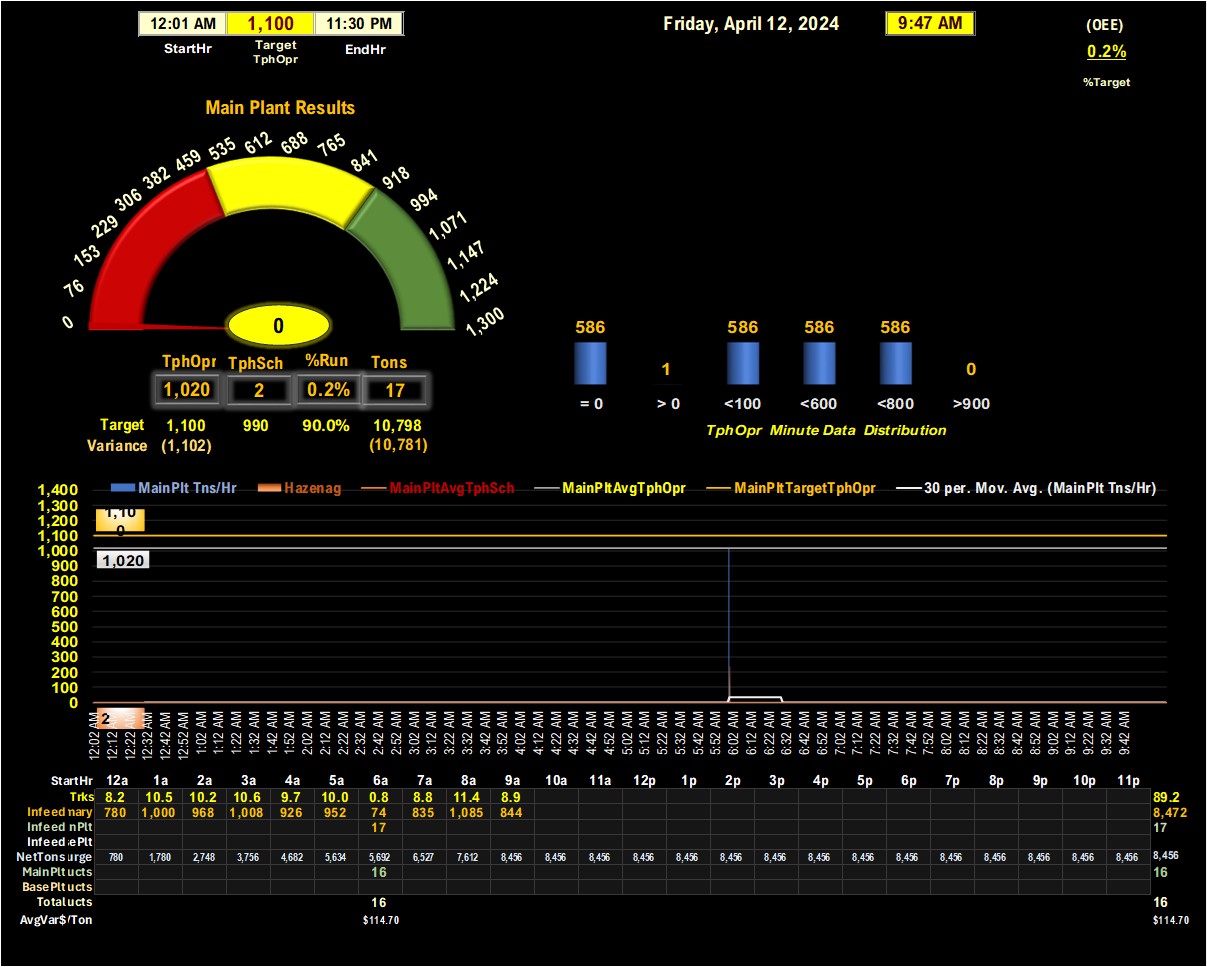 12:01 AM 1,100 11:30 PM Friday, April 12, 2024 9:47 AM (OEE)
StartHr Target EndHr
TphOpr
0.2%
%Target
Main Plant Results
0 76 153 229 306 382 459 535 612 688 765 841 918 994 1,071 1,147 1,224 1,300
0
586 1 586 586 586 0
= 0 > 0 <100 <600 <800 >900
TphOpr Minute Data Distribution
TphOpr TphSch %Run Tons
1,020 2 0.2% 17
Target 1,100 990 90.0% 10,798
Variance (1,102) (10,781)
MainPlt Tns/Hr Hazenag MainPltAvgTphSch MainPltAvgTphOpr MainPltTargetTphOpr 30 per. Mov. Avg. (MainPlt Tns/Hr)
1,400
1,300
1,200
1,100
1,000
900
800
700
600
500
400
300
200
100
0
1,10
0
1,020
2
12:02 AM 12:12 AM 12:22 AM 12:32 AM 12:42 AM 12:52 AM 1:02 AM 1:12 AM 1:22 AM 1:32 AM 1:42 AM 1:52 AM 2:02 AM 2:12 AM 2:22 AM 2:32 AM 2:42 AM 2:52 AM 3:02 AM 3:12 AM 3:22 AM 3:32 AM 3:42 AM 3:52 AM 4:02 AM 4:12 AM 4:22 AM 4:32 AM 4:42 AM 4:52 AM 5:02 AM 5:12 AM 5:22 AM 5:32 AM 5:42 AM 5:52 AM 6:02 AM 6:12 AM 6:22 AM 6:32 AM 6:42 AM 6:52 AM 7:02 AM 7:12 AM 7:22 AM 7:32 AM 7:42 AM 7:52 AM 8:02 AM 8:12 AM 8:22 AM 8:32 AM 8:42 AM 8:52 AM 9:02 AM 9:12 AM 9:22 AM 9:32 AM 9:42 AM
StartHr 12a 1a 2a 3a 4a 5a 6a 7a 8a 9a 10a 11a 12p 1p 2p 3p 4p 5p 6p 7p 8p 9p 10p 11p
Trks 8.2 10.5 10.2 10.6 9.7 10.0 0.8 8.8 11.4 8.9 89.2
Infeed mary 780 1,000 968 1,008 926 952 74 835 1,085 844 8,472
Infeed nPlt 17 17
Infeed ePlt
NetTons urge 780 1,780 2,748 3,756 4,682 5,634 5,692 6,527 7,612 8,456 8,456 8,456 8,456 8,456 8,456 8,456 8,456 8,456 8,456 8,456 8,456 8,456 8,456 8,456 8,456
MainPlt ucts 16 16
BasePlt ucts
Total ucts 16 16
AvgVar$/Ton $114.70 $114.70